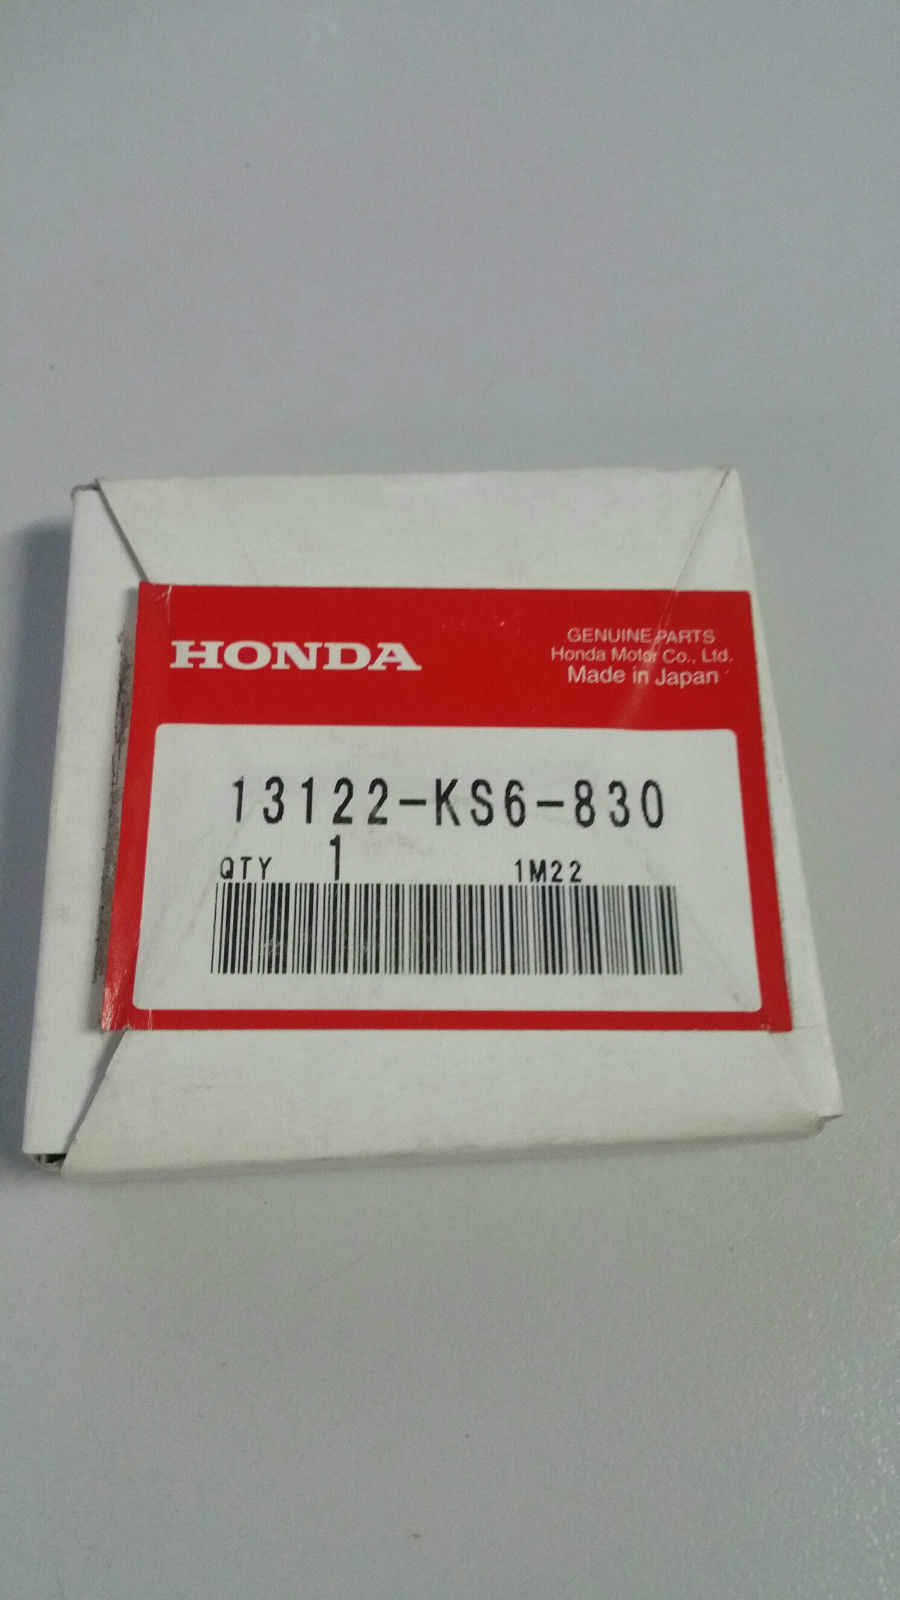 HONDA
GENUINE PARTS
Honda Motor Co., Ltd.
Made in Japan
13122-KS6-830
QTY 1 1M22